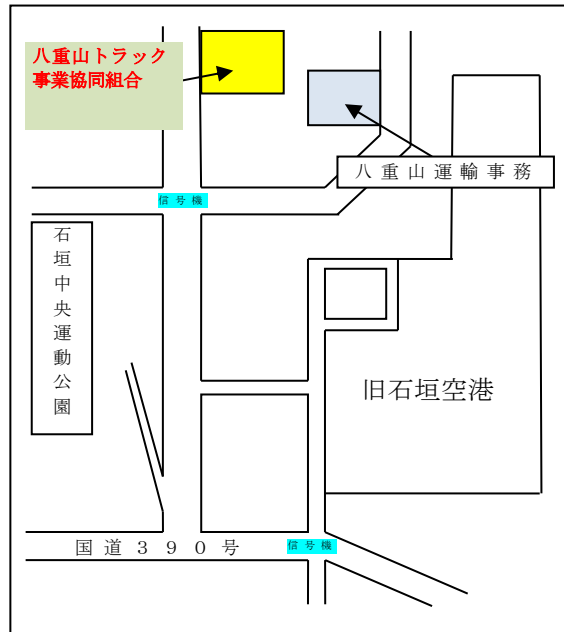 八重山トラック
事業協同組合
八重山運輸事務
信号機
石垣中央運動公園
旧石垣空港
国道３９０号
信号機